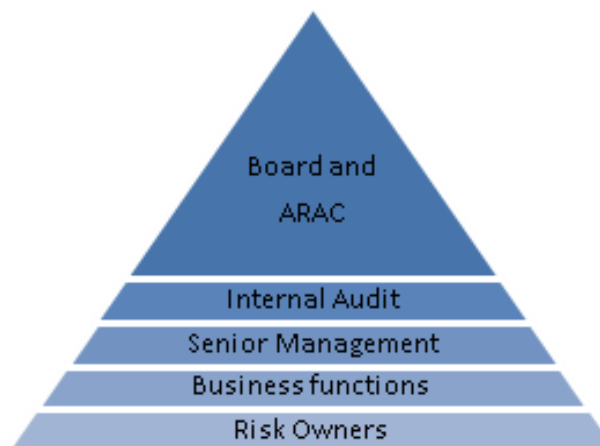 Board and
ARAC
Internal Audit
Senior Management
Business functions
Risk Owners